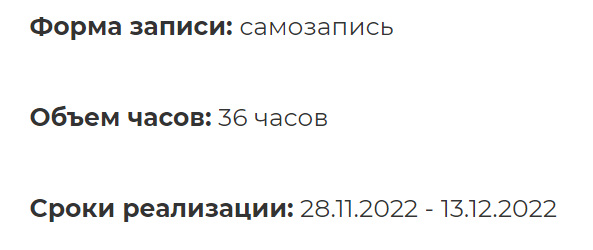 Форма записи: самозапись
Объем часов: 36 часов
Сроки реализации: 28.11.2022 - 13.12.2022